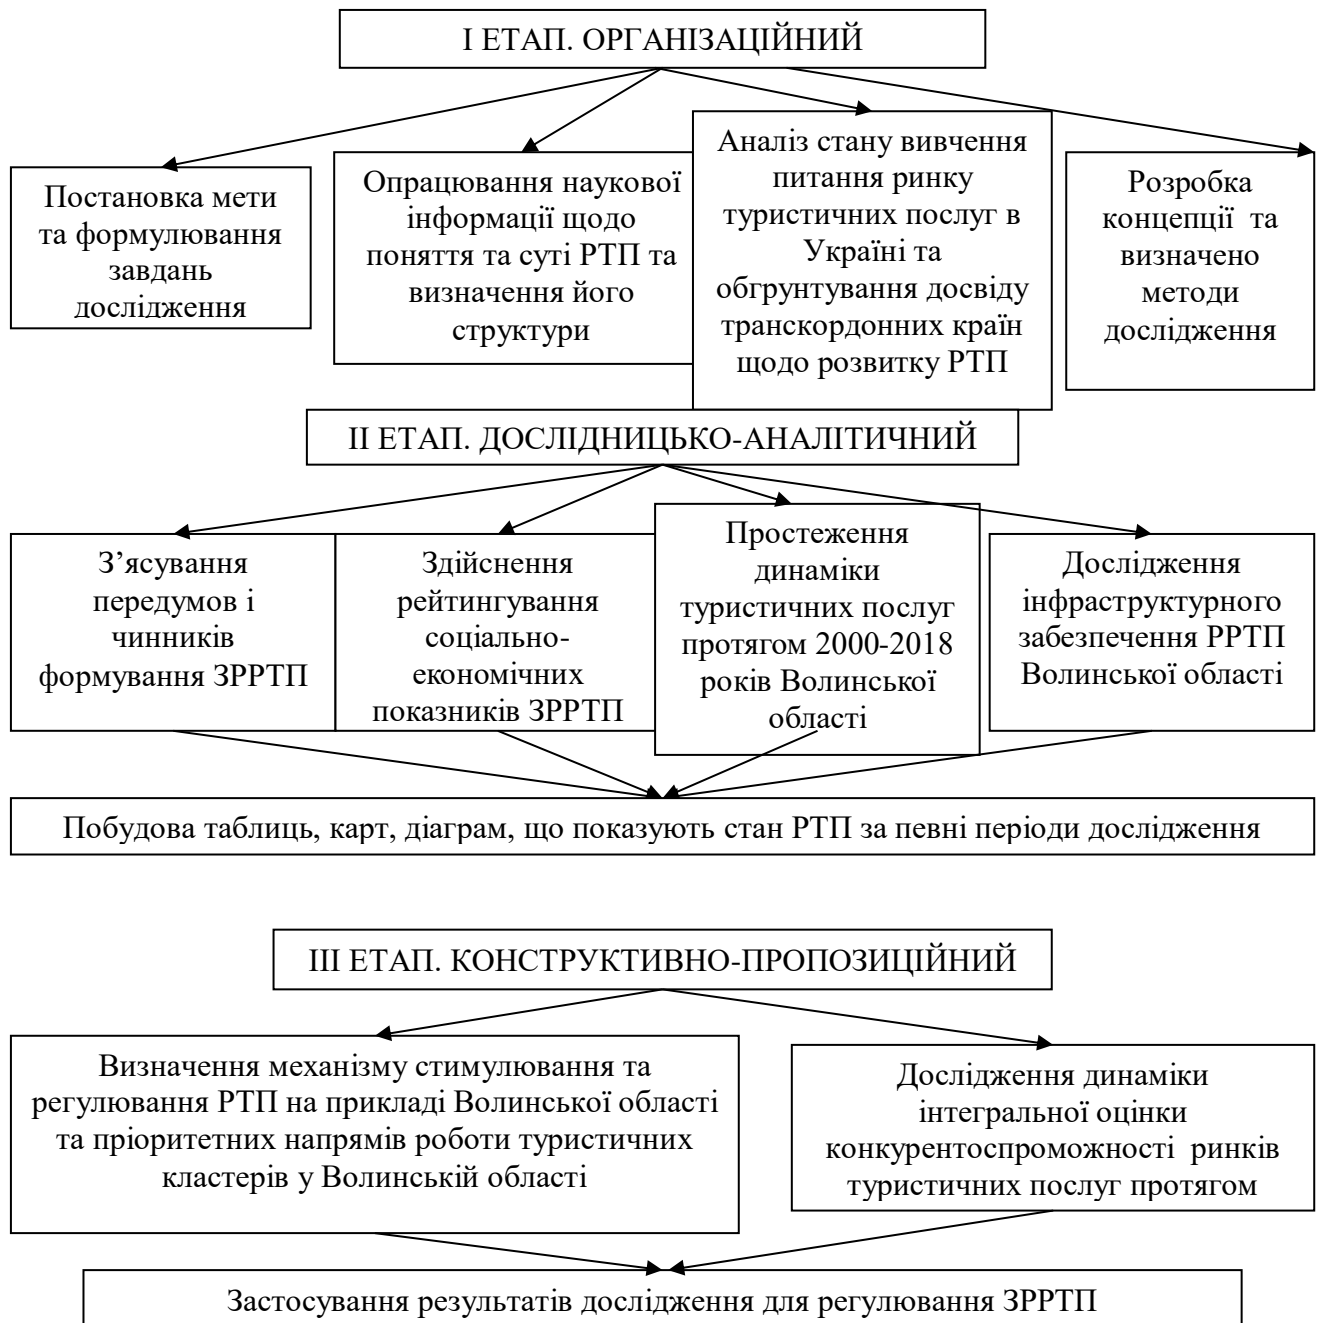 І ЕТАП. ОРГАНІЗАЦІЙНИЙ
Постановка мети
та формулювання
завдань
дослідження
Опрацювання наукової
інформації щодо
поняття та суті РТП та
визначення його
структури
Аналіз стану вивчення
питання ринку
туристичних послуг в
Україні та
обгрунтування досвіду
транскордонних країн
щодо розвитку РТП
Розробка
концепції та
визначено
методи
дослідження
ІІ ЕТАП. ДОСЛІДНИЦЬКО-АНАЛІТИЧНИЙ
З’ясування
передумов і
чинників
формування ЗРРТП
Здійснення
рейтингування
соціально-
економічних
показників ЗРРТП
Простеження
динаміки
туристичних послуг
протягом 2000-2018
років Волинської
області
Дослідження
інфраструктурного
забезпечення РРТП
Волинської області
Побудова таблиць, карт, діаграм, що показують стан РТП за певні періоди дослідження
ІІІ ЕТАП. КОНСТРУКТИВНО-ПРОПОЗИЦІЙНИЙ
Визначення механізму стимулювання та
регулювання РТП на прикладі Волинської області
та пріоритетних напрямів роботи туристичних
кластерів у Волинській області
Дослідження динаміки
інтегральної оцінки
конкурентоспроможності ринків
туристичних послуг протягом
Застосування результатів дослідження для регулювання ЗРРТП